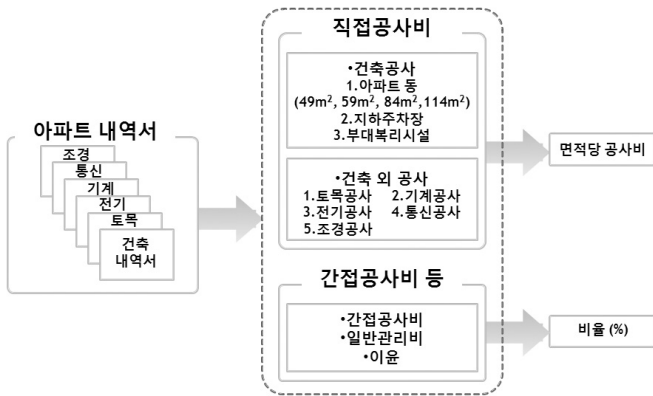 아파트 내역서
조경
통신
기계
전기
토목
건축
내역서
직접공사비
•건축공사
1.아파트 동
(49m², 59m², 84m²,114m²)
2.지하주차장
3.부대복리시설
•건축 외 공사
1.토목공사 2.기계공사
3.전기공사 4.통신공사
5.조경공사
간접공사비 등
•간접공사비
•일반관리비
•이윤
면적당 공사비
비율 (%)